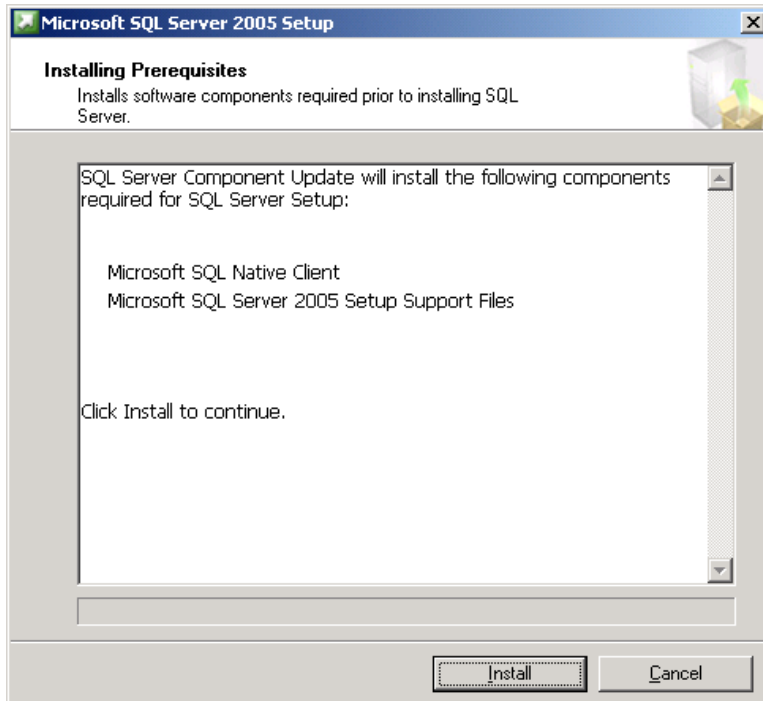 Microsoft SQL Server 2005 Setup
Installing Prerequisites
Installs software components required prior to installing SQL
Server.
SQL Server Component Update will install the following components
required for SQL Server Setup:
Microsoft SQL Native Client
Microsoft SQL Server 2005 Setup Support Files
Click Install to continue.
Install
Cancel